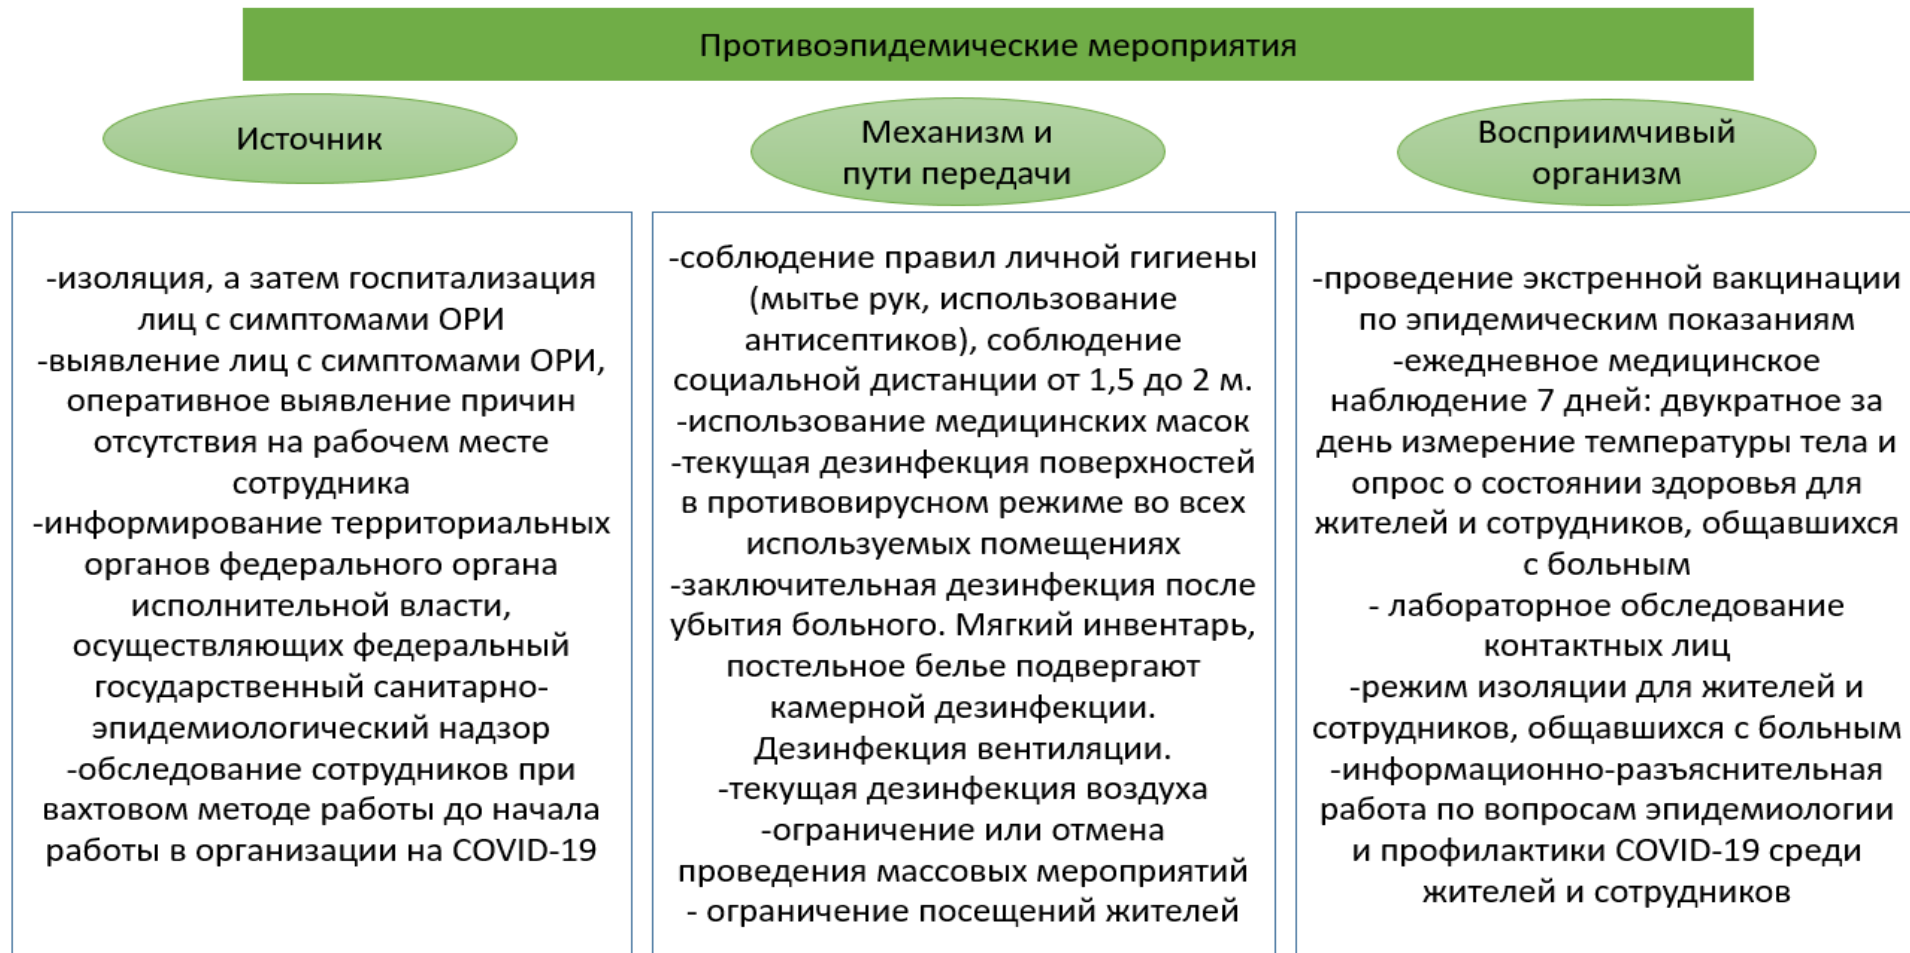 Противоэпидемические мероприятия
Источник
-изоляция, а затем госпитализация
лиц с симптомами ОРИ
-выявление лиц с симптомами ОРИ,
оперативное выявление причин
отсутствия на рабочем месте
сотрудника
-информирование территориальных
органов федерального органа
исполнительной власти,
осуществляющих федеральный
государственный санитарно-
эпидемиологический надзор
-обследование сотрудников при
вахтовом методе работы до начала
работы в организации на COVID-19
Механизм и
пути передачи
-соблюдение правил личной гигиены
(мытье рук, использование
антисептиков), соблюдение
социальной дистанции от 1,5 до 2 м.
-использование медицинских масок
-текущая дезинфекция поверхностей
в противовирусном режиме во всех
используемых помещениях
-заключительная дезинфекция после
убытия больного. Мягкий инвентарь,
постельное белье подвергают
камерной дезинфекции.
Дезинфекция вентиляции.
-текущая дезинфекция воздуха
-ограничение или отмена
проведения массовых мероприятий
- ограничение посещений жителей
Восприимчивый
организм
-проведение экстренной вакцинации
по эпидемическим показаниям
-ежедневное медицинское
наблюдение 7 дней: двукратное за
день измерение температуры тела и
опрос о состоянии здоровья для
жителей и сотрудников, общавшихся
с больным
- лабораторное обследование
контактных лиц
-режим изоляции для жителей и
сотрудников, общавшихся с больным
-информационно-разъяснительная
работа по вопросам эпидемиологии
и профилактики COVID-19 среди
жителей и сотрудников